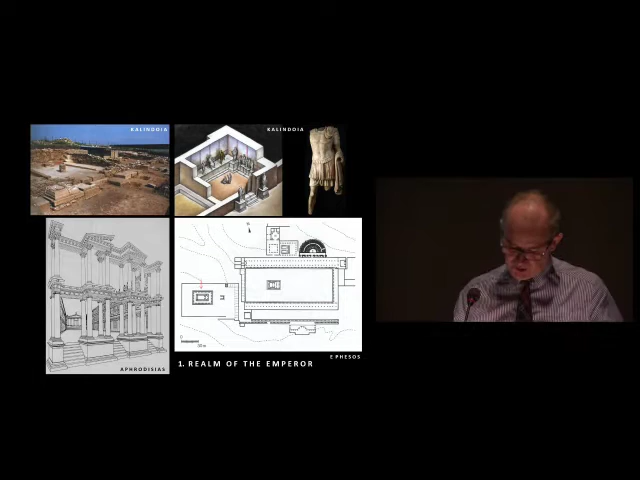 KALINDOIA
KALINDOIA
APHRODISIAS
EPHESOS
1. REALM OF THE EMPEROR